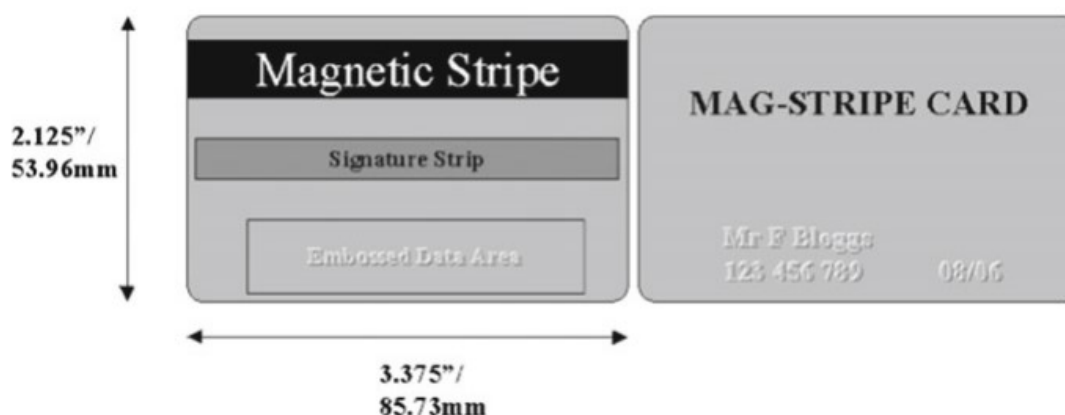 Magnetic Stripe
Signature Strip
Embossed Data Area
2.125”/
53.96mm
3.375”/
85.73mm
MAG-STRIPE CARD
Mr F Bloggs
123 456 789 08/06